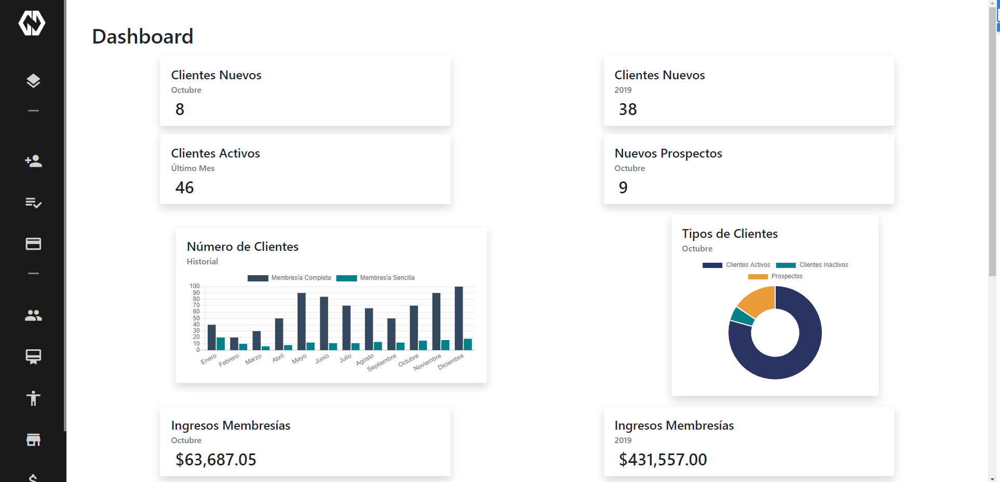 Dashboard
Clientes Nuevos
Octubre
8
Clientes Nuevos
2019
38
Clientes Activos
Último Mes
46
Nuevos Prospectos
Octubre
9
Número de Clientes
Historial
Membresía Completa
Membresía Sencilla
100
90
80
70
60
50
40
30
20
10
0
Enero
Febrero
Marzo
Abril
Mayo
Junio
Julio
Agosto
Septiembre
Octubre
Noviembre
Diciembre
Tipos de Clientes
Octubre
Clientes Activos
Clientes Inactivos
Prospectos
Ingresos Membresías
Octubre
$63,687.05
Ingresos Membresías
2019
$431,557.00